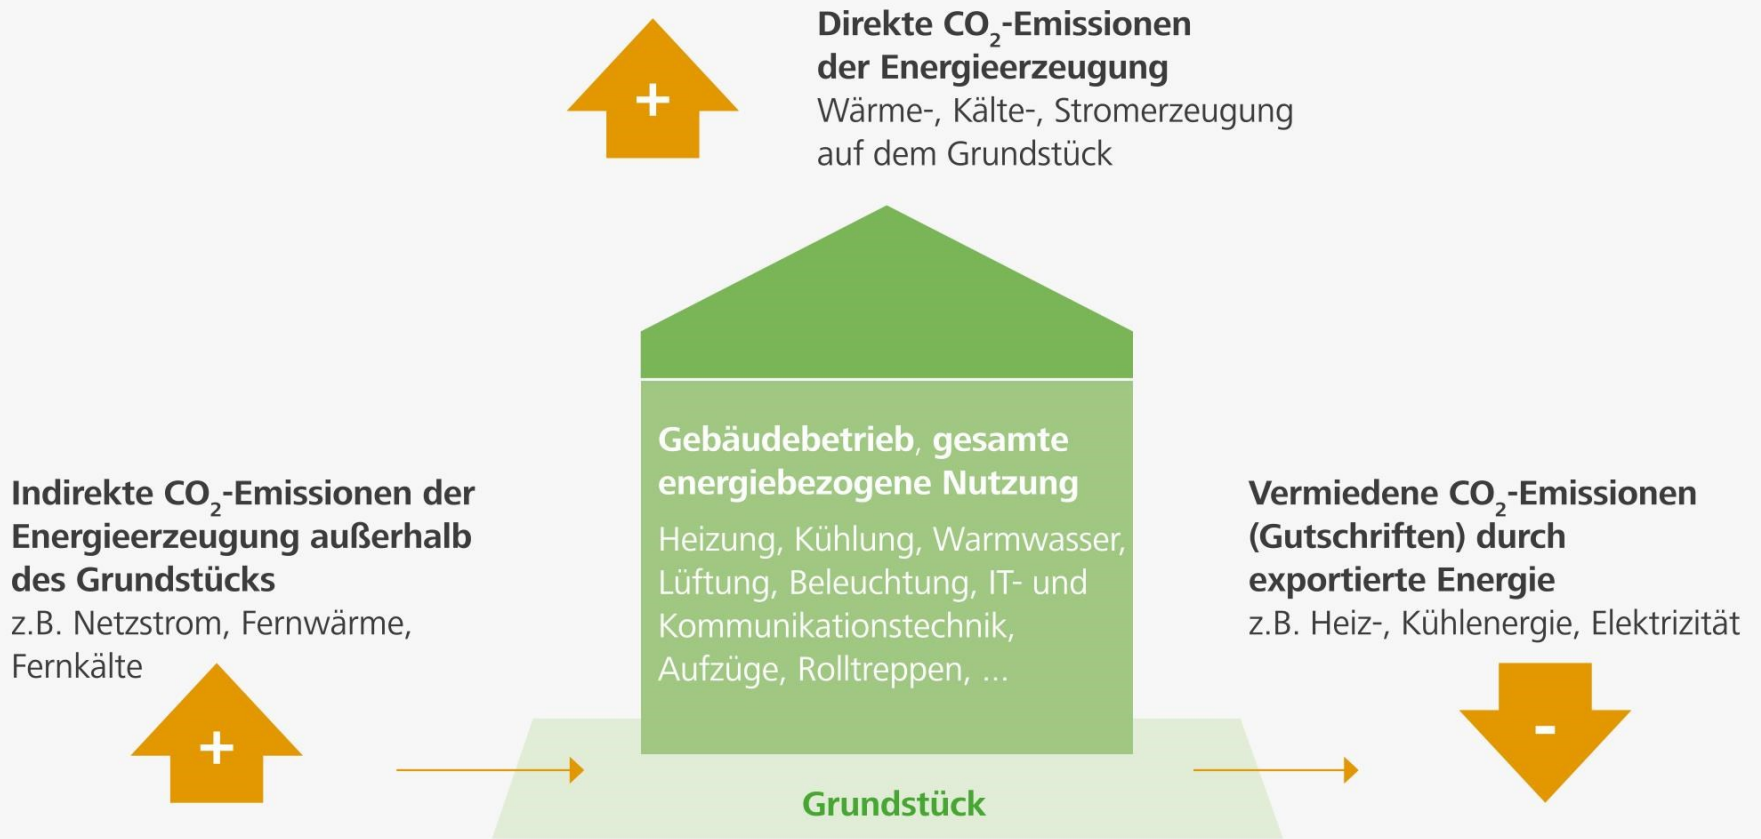 Direkte CO₂-Emissionen
der Energieerzeugung
Wärme-, Kälte-, Stromerzeugung
auf dem Grundstück
+
Gebäudebetrieb, gesamte
energiebezogene Nutzung
Heizung, Kühlung, Warmwasser,
Lüftung, Beleuchtung, IT- und
Kommunikationstechnik,
Aufzüge, Rolltreppen, ...
Indirekte CO₂-Emissionen der
Energieerzeugung außerhalb
des Grundstücks
z.B. Netzstrom, Fernwärme,
Fernkälte
+
Vermiedene CO₂-Emissionen
(Gutschriften) durch
exportierte Energie
z.B. Heiz-, Kühlenergie, Elektrizität
-
Grundstück